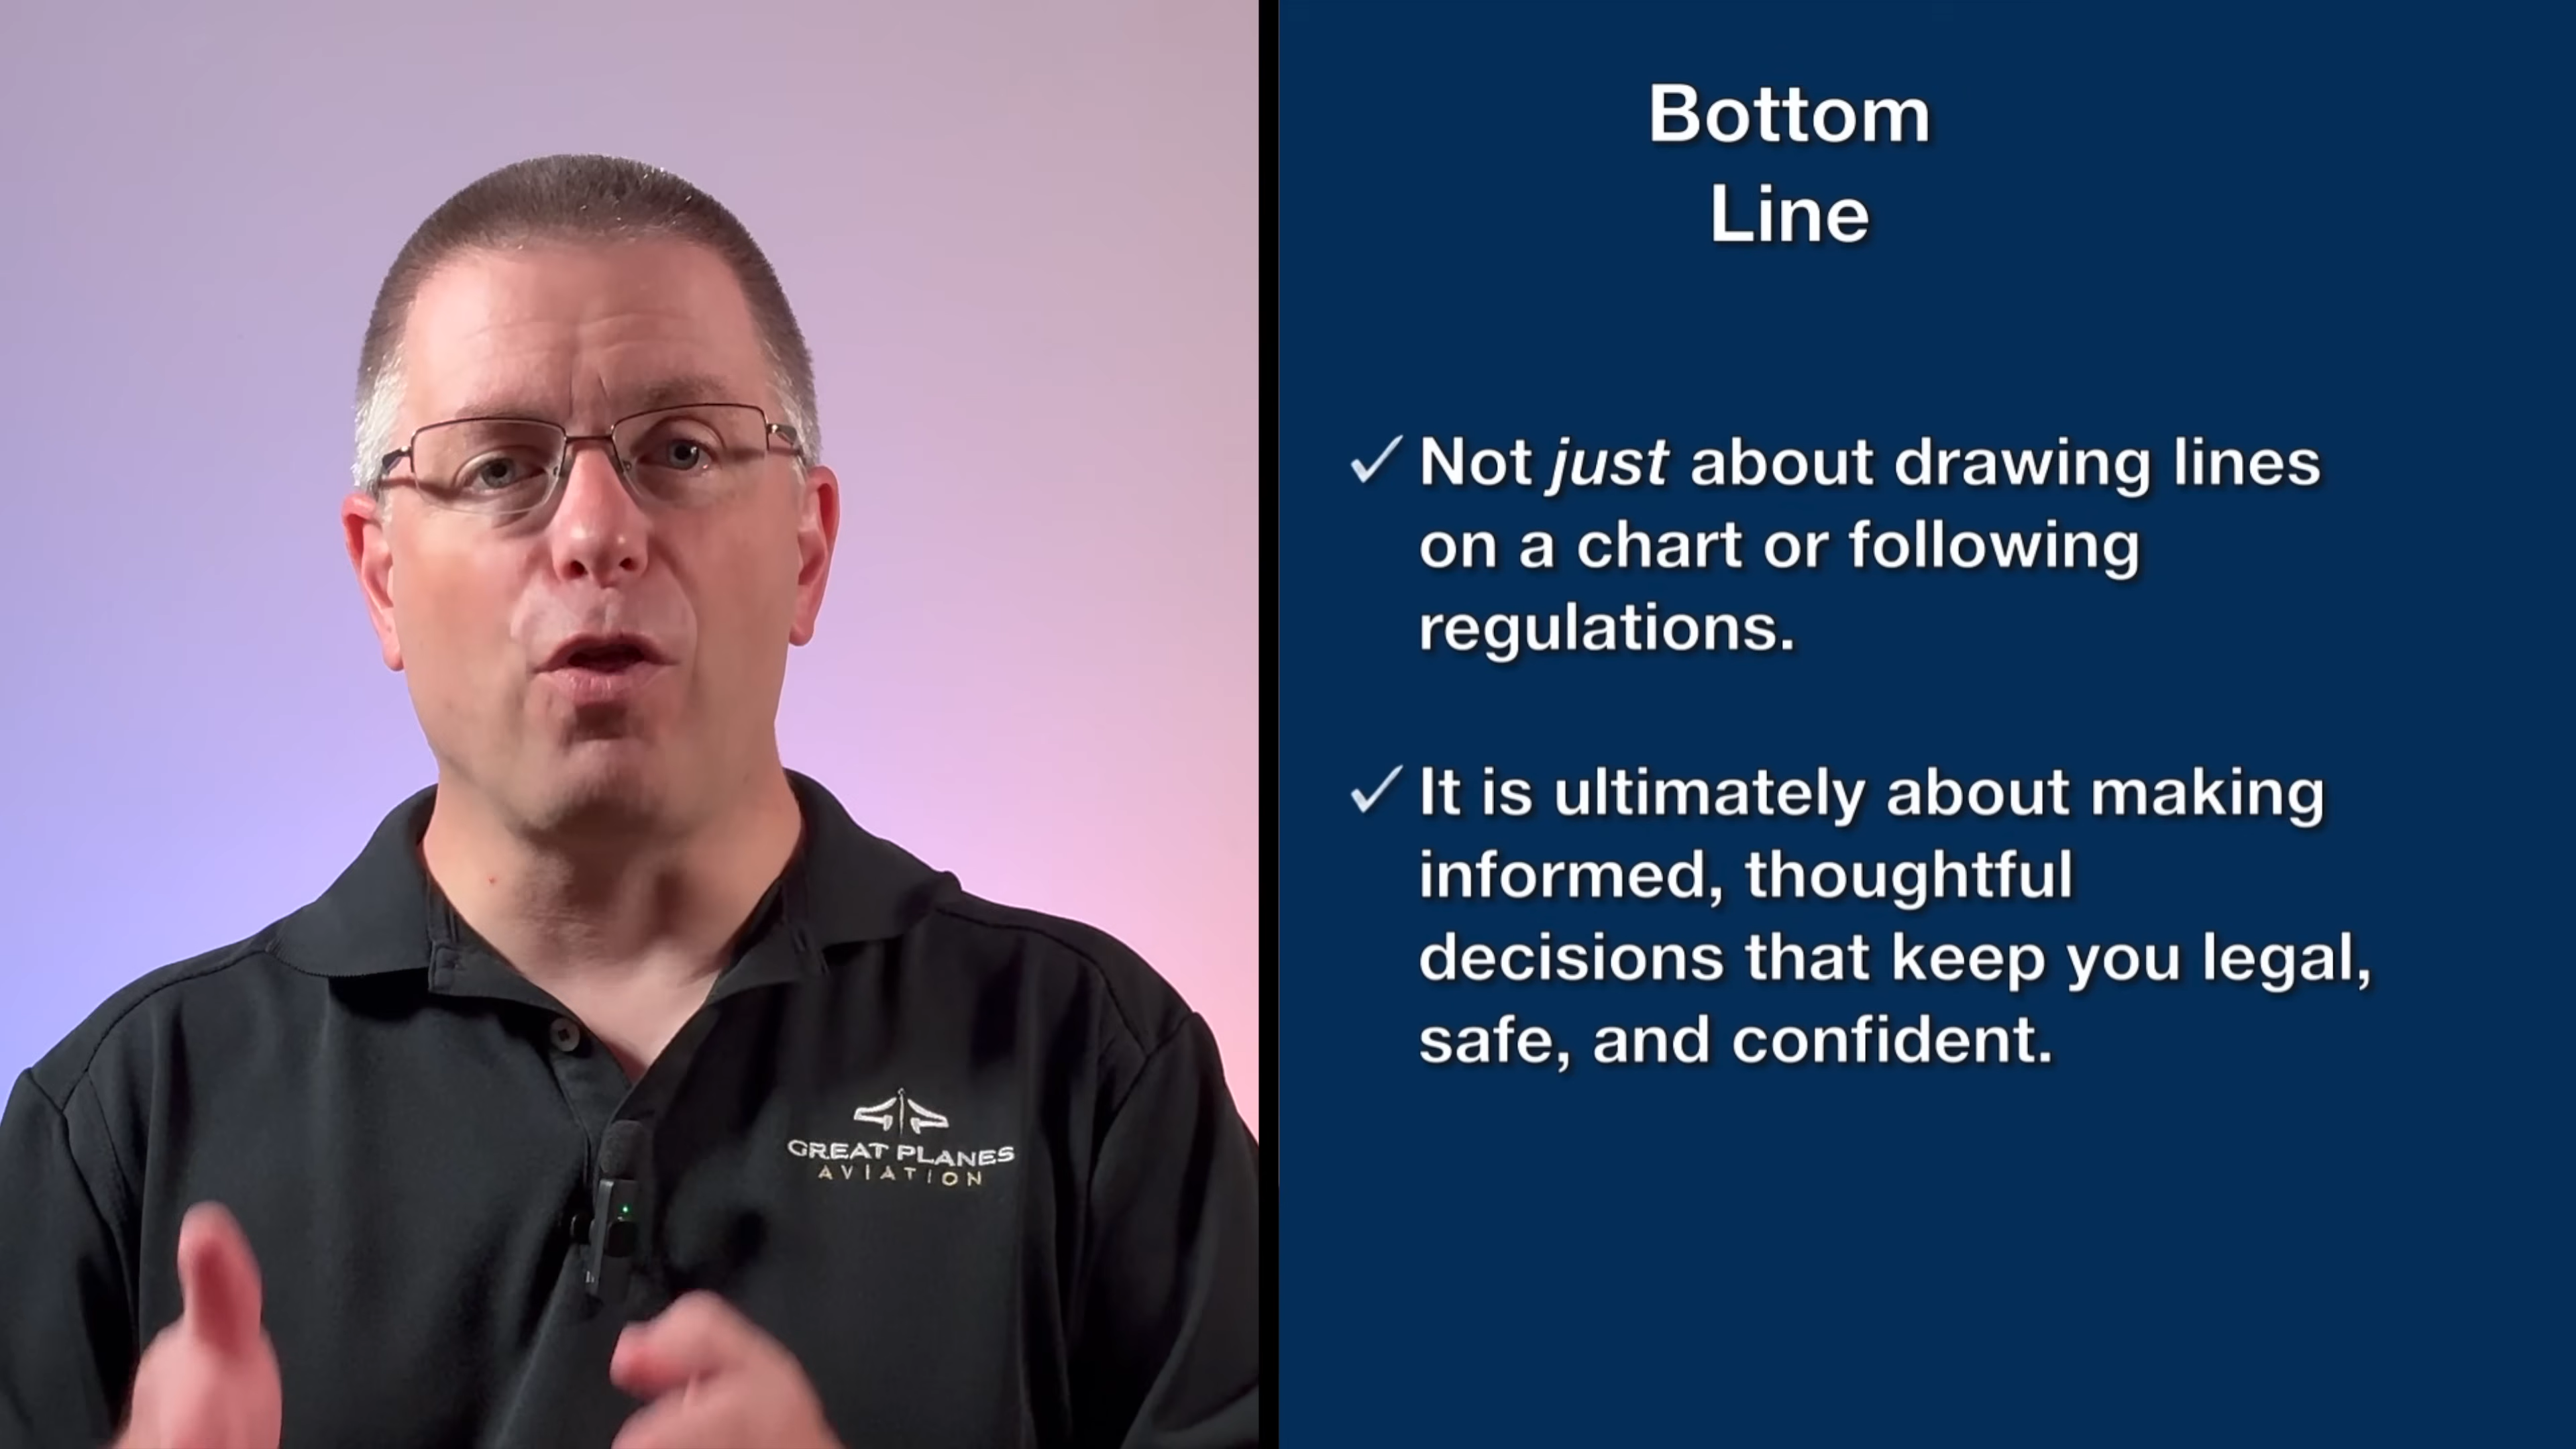 Bottom
Line
Not just about drawing lines
on a chart or following
regulations.
It is ultimately about making
informed, thoughtful
decisions that keep you legal,
safe, and confident.
GREAT PLANES
AVIATION